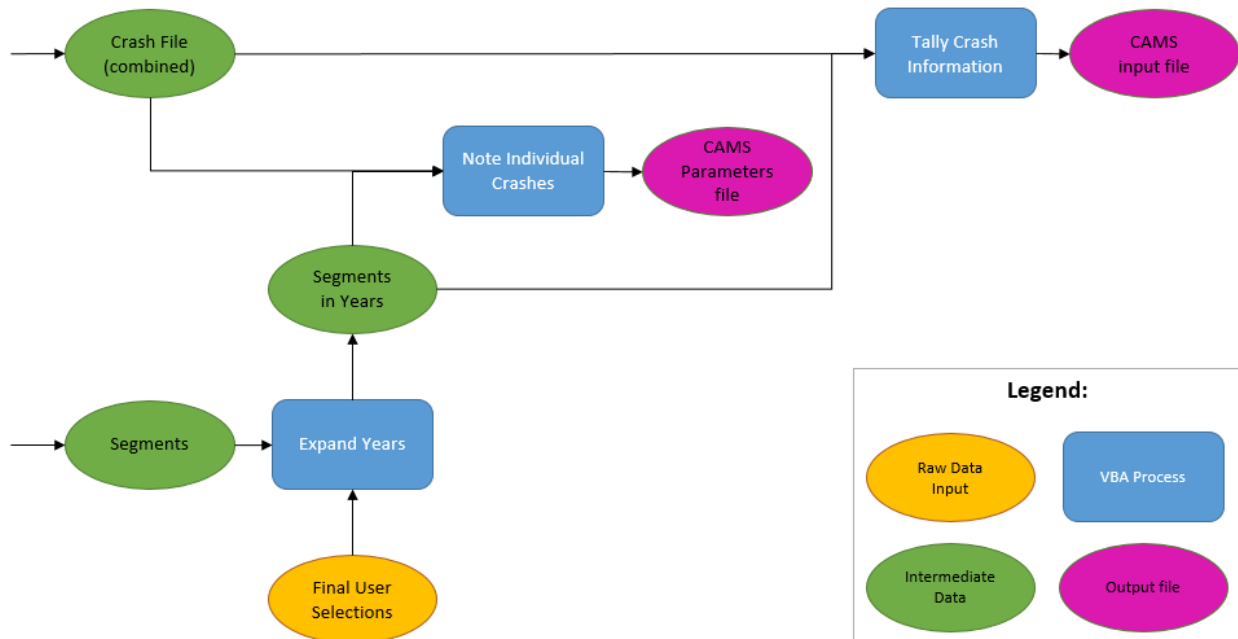 Crash File
(combined)
Tally Crash
Information
CAMS
input file
Note Individual
Crashes
CAMS
Parameters
file
Segments
in Years
Segments
Expand Years
Final User
Selections
Legend:
Raw Data
Input
VBA Process
Intermediate
Data
Output file